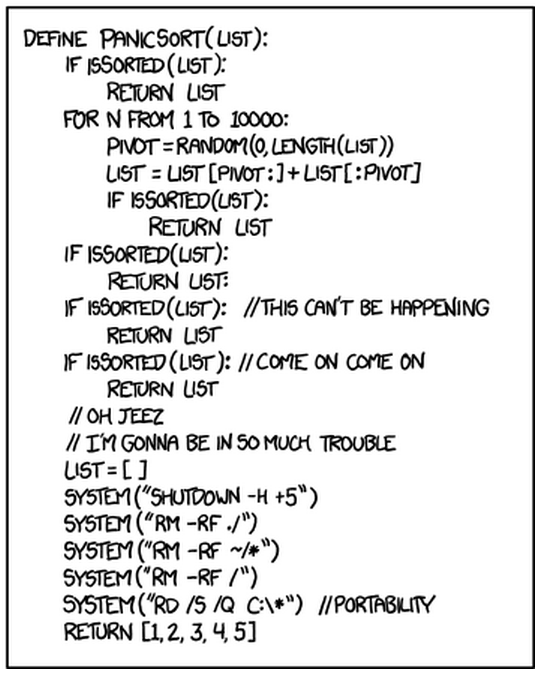 DEFINE PANICSORT(LIST):
IF ISSORTED(LIST):
RETURN LIST
FOR N FROM 1 TO 10000:
PIVOT=RANDOM(0,LENGTH(LIST))
LIST = LIST[PIVOT:]+LIST[:PIVOT]
IF ISSORTED(LIST):
RETURN LIST
IF ISSORTED(LIST):
RETURN LIST:
IF ISSORTED(LIST): //THIS CAN'T BE HAPPENING
RETURN LIST
IF ISSORTED(LIST): //COME ON COME ON
RETURN LIST
// OH JEEZ
// I'M GONNA BE IN SO MUCH TROUBLE
LIST = [ ]
SYSTEM("SHUTDOWN -H +5")
SYSTEM("RM -RF ./")
SYSTEM("RM -RF ~/*")
SYSTEM("RM -RF /")
SYSTEM("RD /S /Q C:\*") //PORTABILITY
RETURN [1,2,3,4,5]